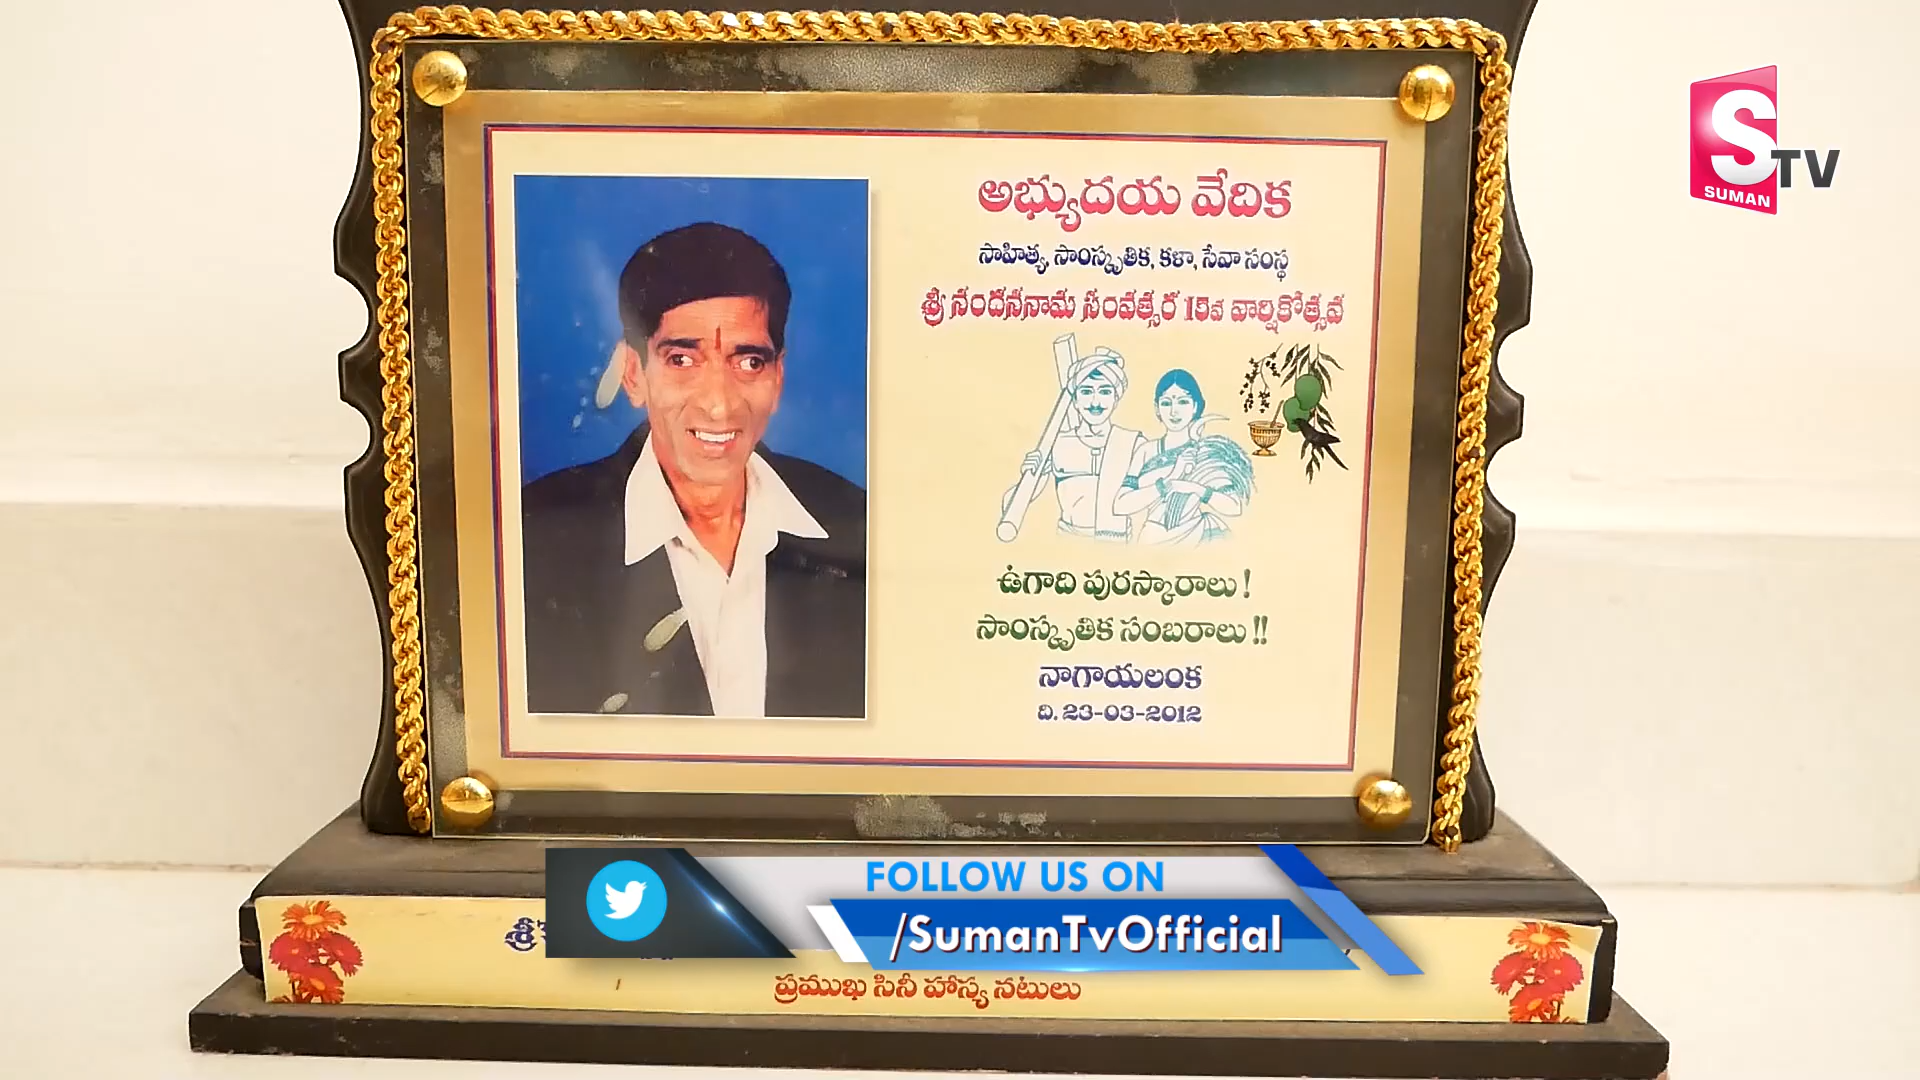 అభ్యుదయ వేదిక
సాహిత్య, సాంస్కృతిక, కళా, సేవా సంస్థ
శ్రీ నందననామ సంవత్సర 15వ వార్షికోత్సవ
ఉగాది పురస్కారాలు !
సాంస్కృతిక సంబరాలు !!
నాగాయలంక
ది. 23-03-2012
ప్రముఖ సినీ హాస్య నటులు
S
TV
SUMAN
FOLLOW US ON
/SumanTvOfficial